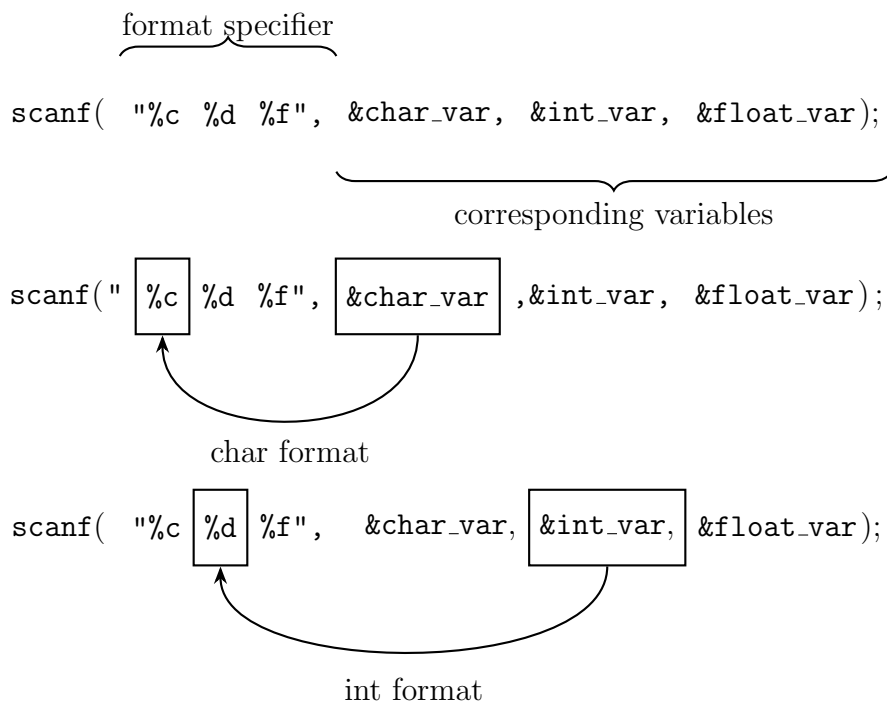 format specifier
scanf( "%c %d %f", &char_var, &int_var, &float_var);
corresponding variables
scanf(" %c %d %f", &char_var ,&int_var, &float_var);
char format
scanf( "%c %d %f", &char_var, &int_var, &float_var);
int format